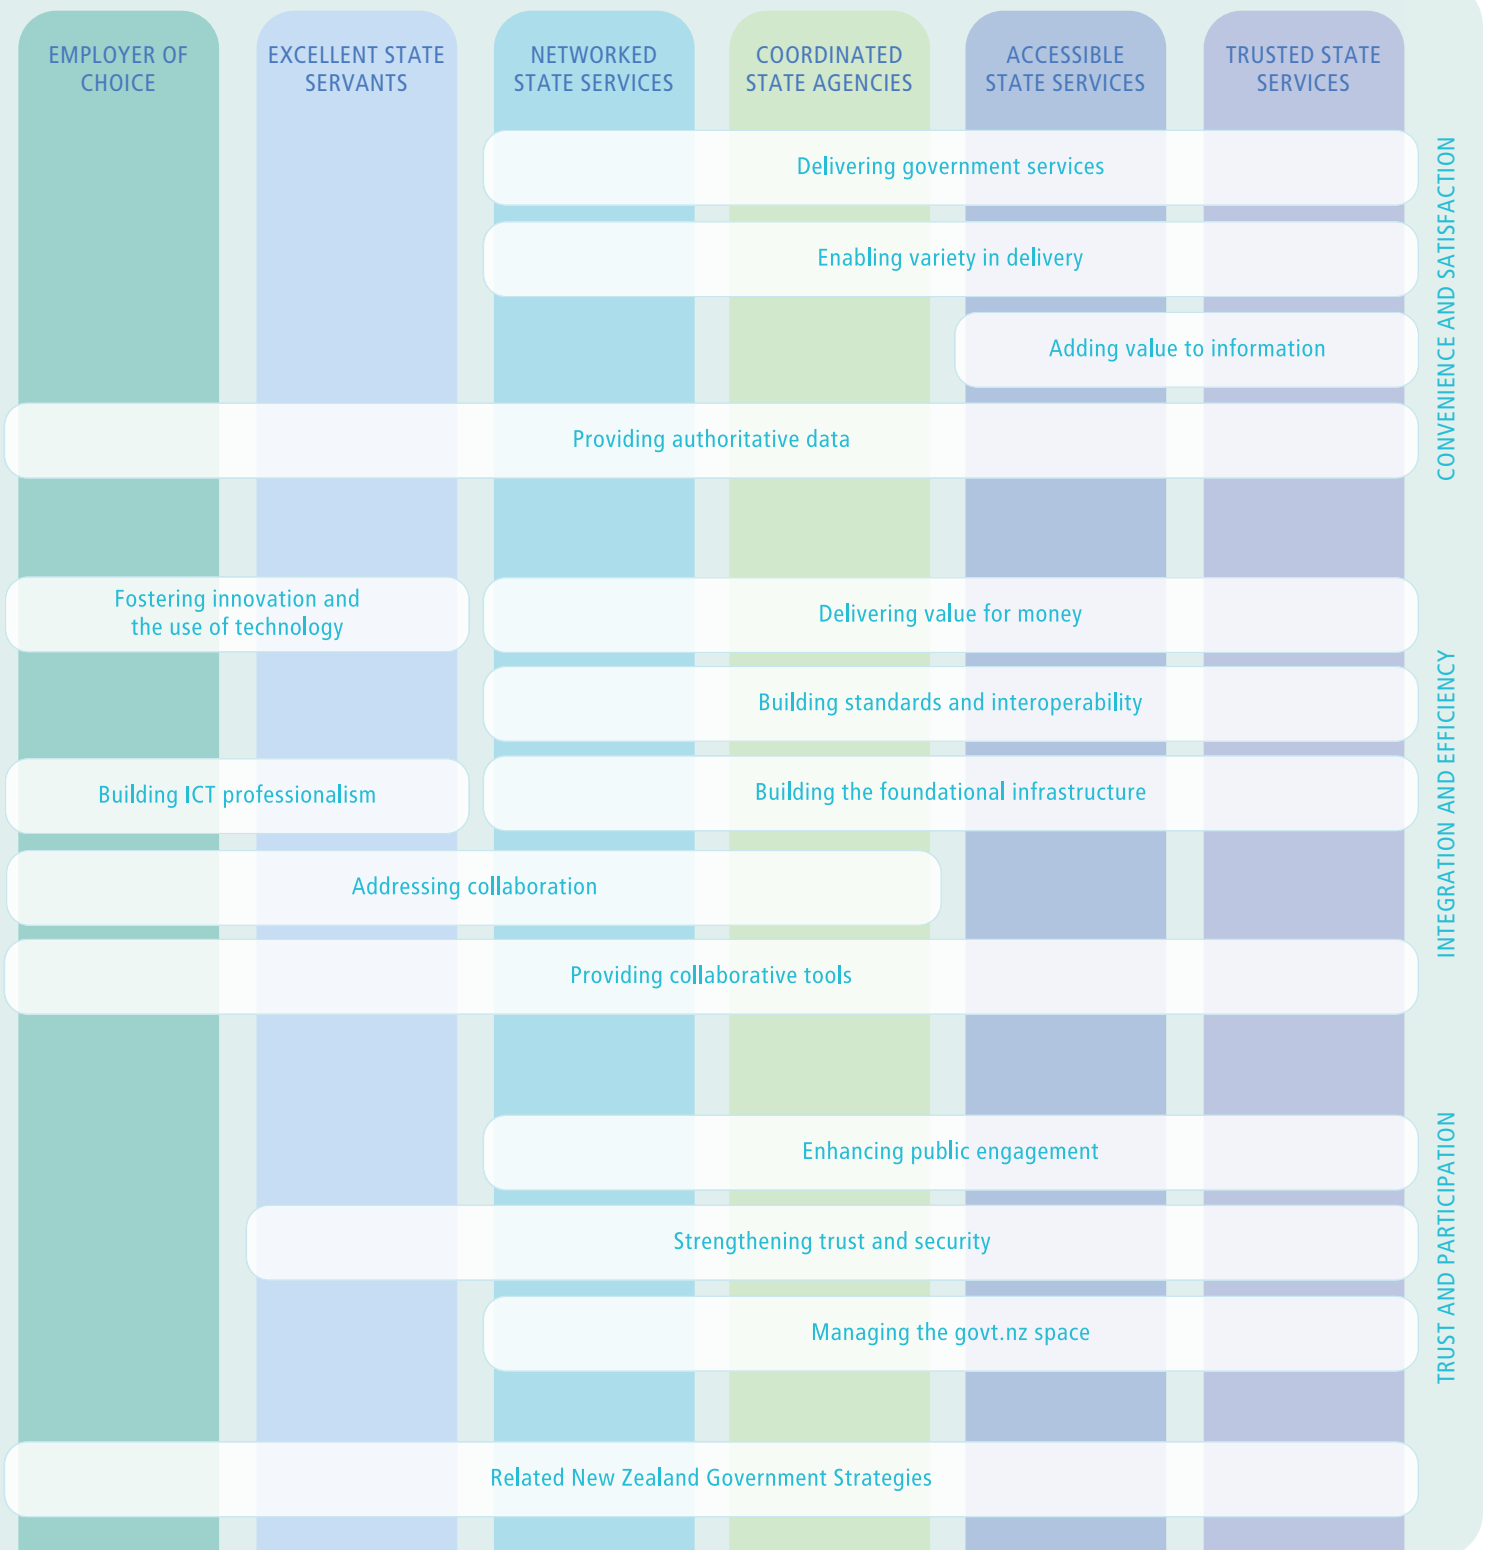 EMPLOYER OF
CHOICE
EXCELLENT STATE
SERVANTS
NETWORKED
STATE SERVICES
COORDINATED
STATE AGENCIES
ACCESSIBLE
STATE SERVICES
TRUSTED STATE
SERVICES
Delivering government services
Enabling variety in delivery
Adding value to information
Providing authoritative data
CONVENIENCE AND SATISFACTION
Fostering innovation and
the use of technology
Delivering value for money
Building standards and interoperability
Building ICT professionalism
Building the foundational infrastructure
Addressing collaboration
Providing collaborative tools
INTEGRATION AND EFFICIENCY
Enhancing public engagement
Strengthening trust and security
Managing the govt.nz space
TRUST AND PARTICIPATION
Related New Zealand Government Strategies